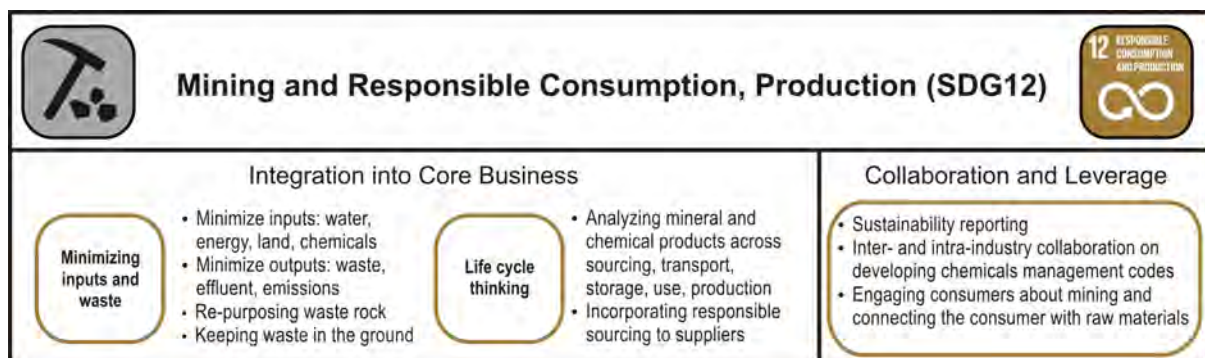 Mining and Responsible Consumption, Production (SDG12)
12 RESPONSIBLE
CONSUMPTION
AND PRODUCTION
Integration into Core Business
Minimizing
inputs and
waste
• Minimize inputs: water,
energy, land, chemicals
• Minimize outputs: waste,
effluent, emissions
• Re-purposing waste rock
• Keeping waste in the ground
Life cycle
thinking
• Analyzing mineral and
chemical products across
sourcing, transport,
storage, use, production
• Incorporating responsible
sourcing to suppliers
Collaboration and Leverage
• Sustainability reporting
• Inter- and intra-industry collaboration on
developing chemicals management codes
• Engaging consumers about mining and
connecting the consumer with raw materials